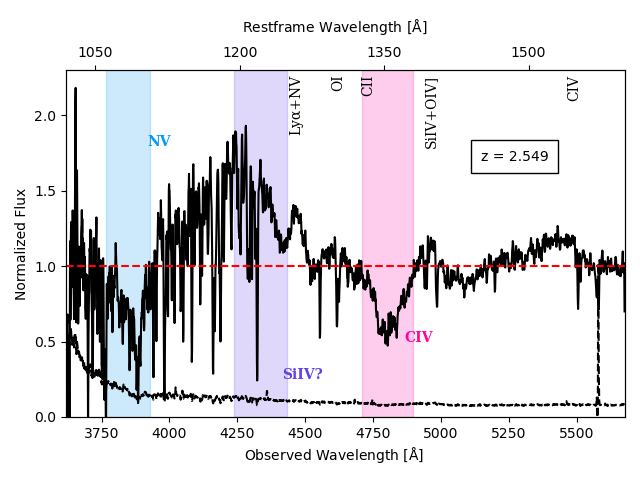 Restframe Wavelength [Å]
1050 1200 1350 1500
Normalized Flux
2.0
1.5
1.0
0.5
0.0
NV
Lyα+NV
OI
CII
SiIV+OIV]
CIV
z = 2.549
CIV
SiIV?
3750 4000 4250 4500 4750 5000 5250 5500
Observed Wavelength [Å]